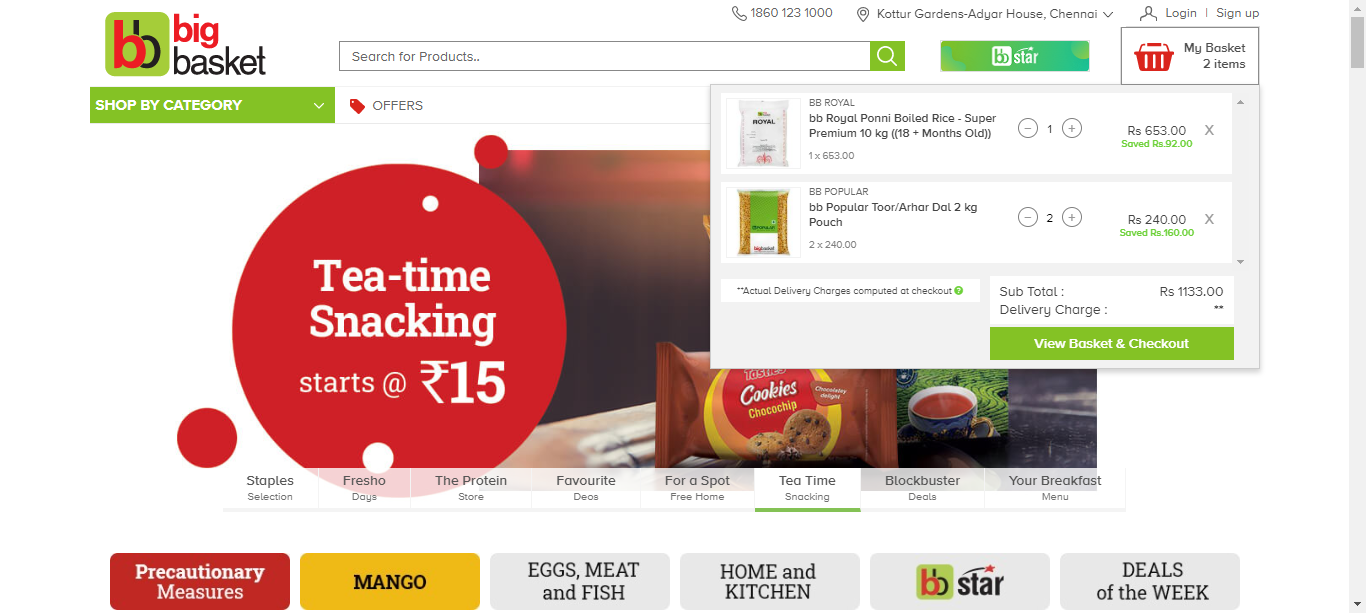 1860 123 1000
Kottur Gardens-Adyar House, Chennai
Login | Sign up
bb big
basket
Search for Products..
bb star
My Basket
2 items
SHOP BY CATEGORY
OFFERS
BB ROYAL
bb Royal Ponni Boiled Rice - Super
Premium 10 kg ((18 + Months Old))
1 x 653.00
ROYAL
1
Rs 653.00
X
Saved Rs.92.00
BB POPULAR
bb Popular Toor/Arhar Dal 2 kg
Pouch
2 x 240.00
POPULAR
bigbasket
2
Rs 240.00
X
Saved Rs.160.00
**Actual Delivery Charges computed at checkout ?
Sub Total : Rs 1133.00
Delivery Charge : **
View Basket & Checkout
Tea-time
Snacking
starts @ ₹15
Tasties
Cookies
Chocochip
Chocolatey
delight
Staples
Selection
Fresho
Days
The Protein
Store
Favourite
Deos
For a Spot
Free Home
Tea Time
Snacking
Blockbuster
Deals
Your Breakfast
Menu
Precautionary
Measures
MANGO
EGGS, MEAT
and FISH
HOME and
KITCHEN
bb star
DEALS
of the WEEK